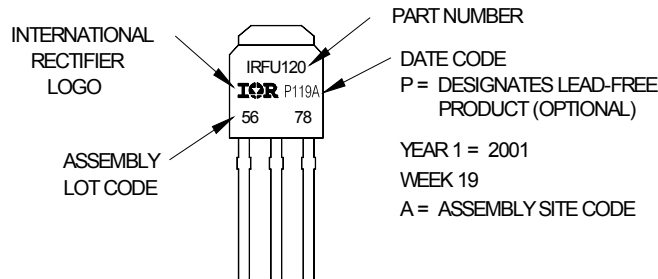 INTERNATIONAL
RECTIFIER
LOGO
ASSEMBLY
LOT CODE
IRFU120
IOR P119A
56 78
PART NUMBER
DATE CODE
P = DESIGNATES LEAD-FREE
PRODUCT (OPTIONAL)
YEAR 1 = 2001
WEEK 19
A = ASSEMBLY SITE CODE